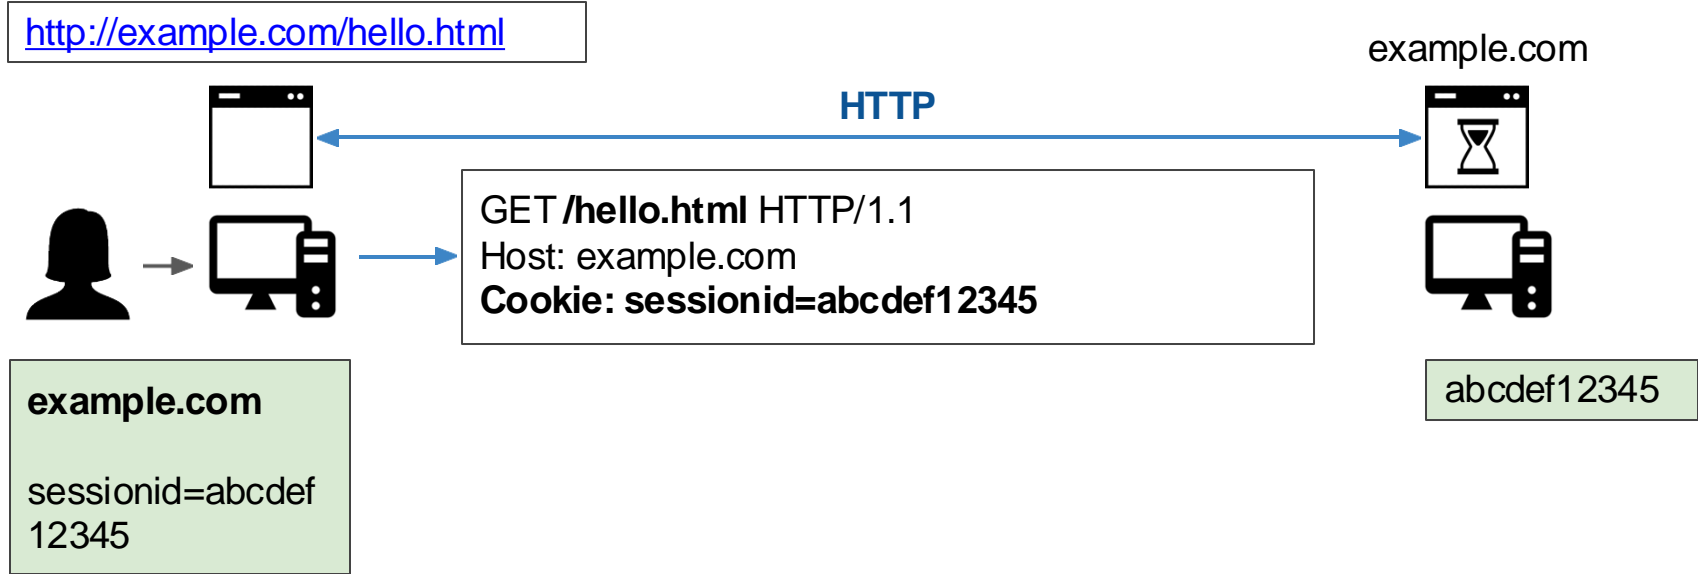 http://example.com/hello.html
example.com
HTTP
GET /hello.html HTTP/1.1
Host: example.com
Cookie: sessionid=abcdef12345
example.com
sessionid=abcdef
12345
abcdef12345